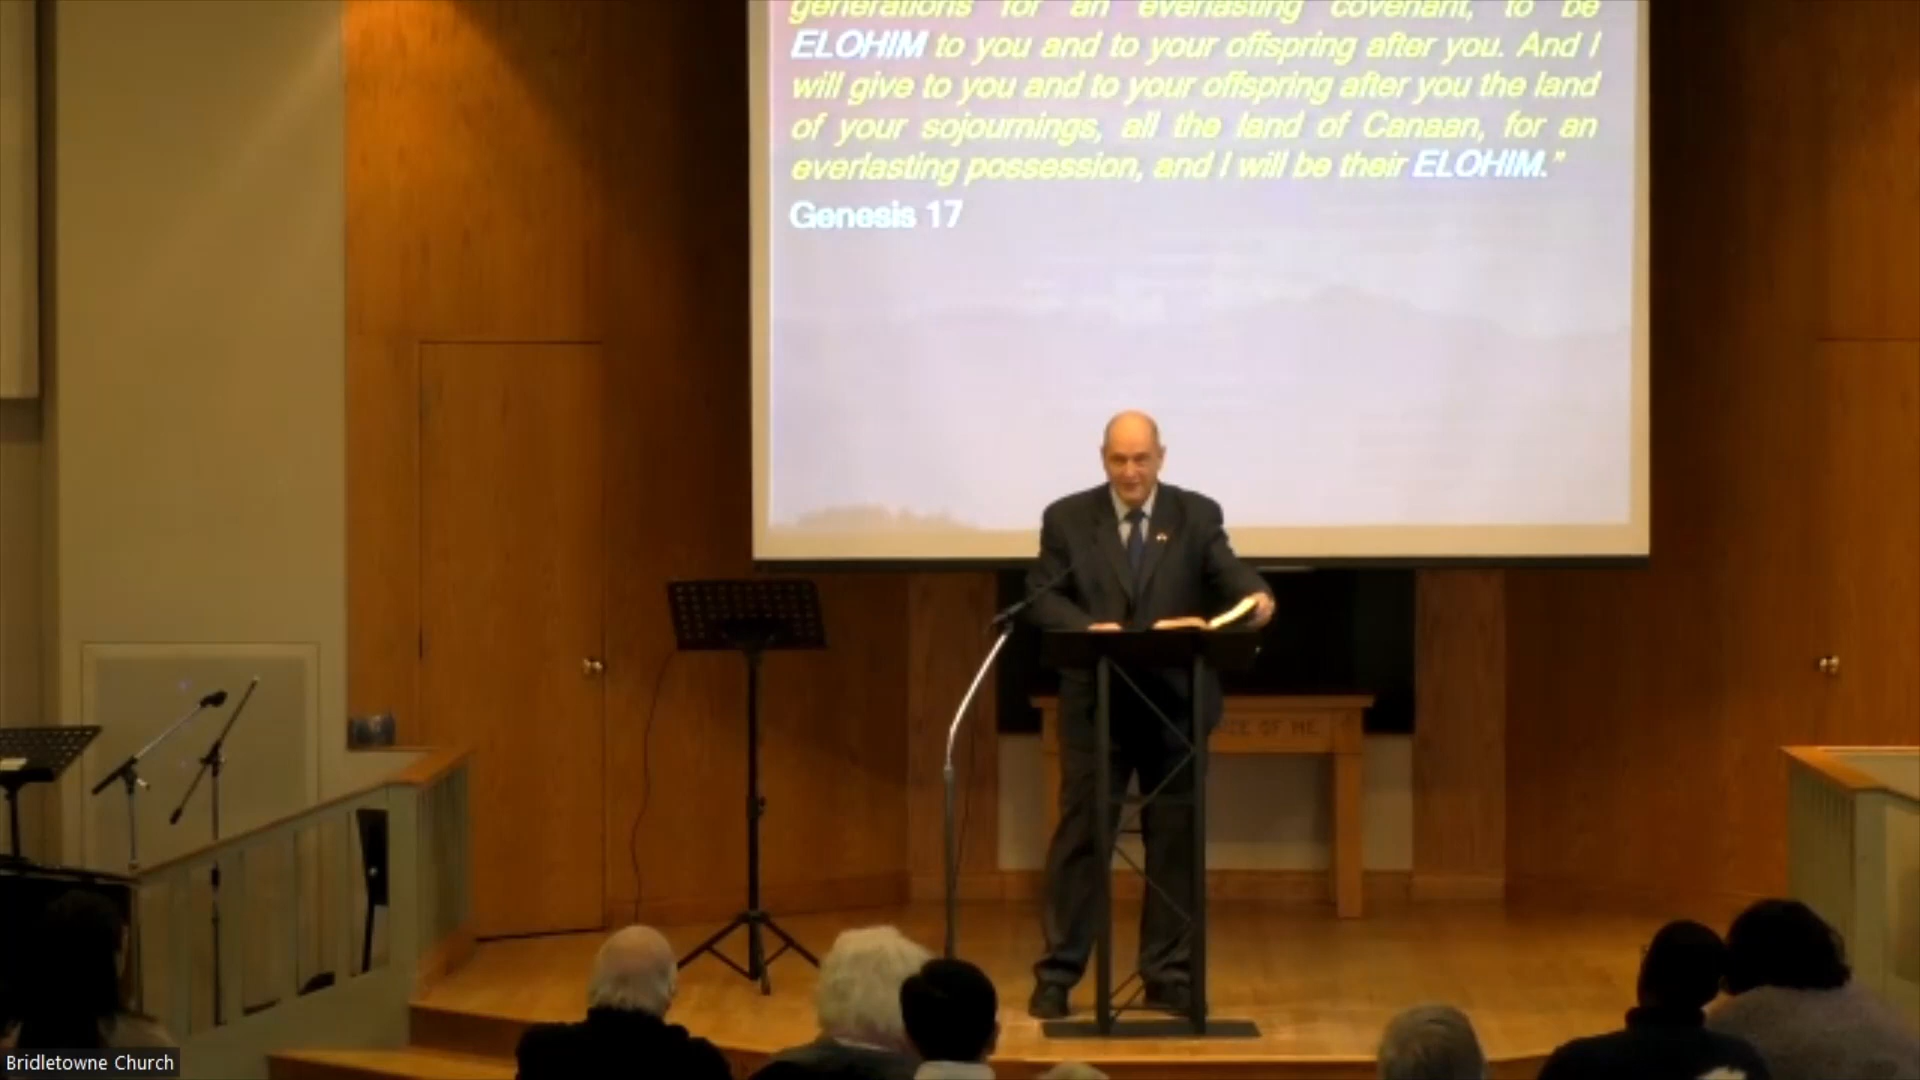 generations for an everlasting covenant, to be
ELOHIM to you and to your offspring after you. And I
will give to you and to your offspring after you the land
of your sojournings, all the land of Canaan, for an
everlasting possession, and I will be their ELOHIM.”
Genesis 17
OF ME
Bridletowne Church